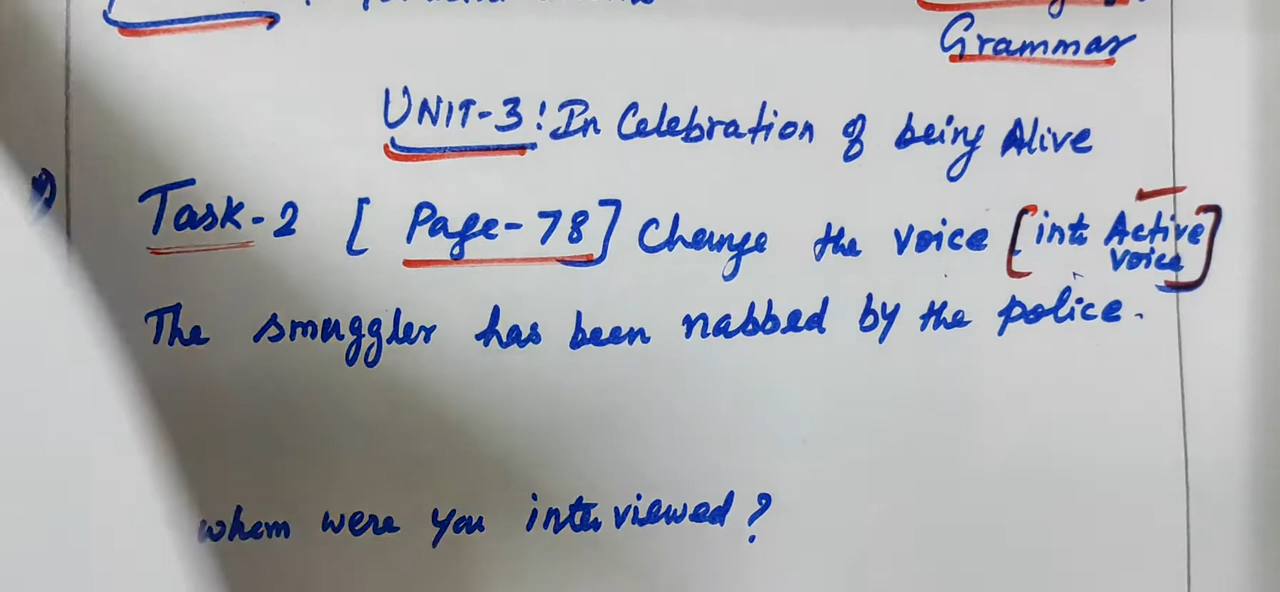 Grammar
UNIT-3: In Celebration of being Alive
Task-2 [Page-78] Change the voice [into Active Voice]
The smuggler has been nabbed by the police.
whom were you interviewed?